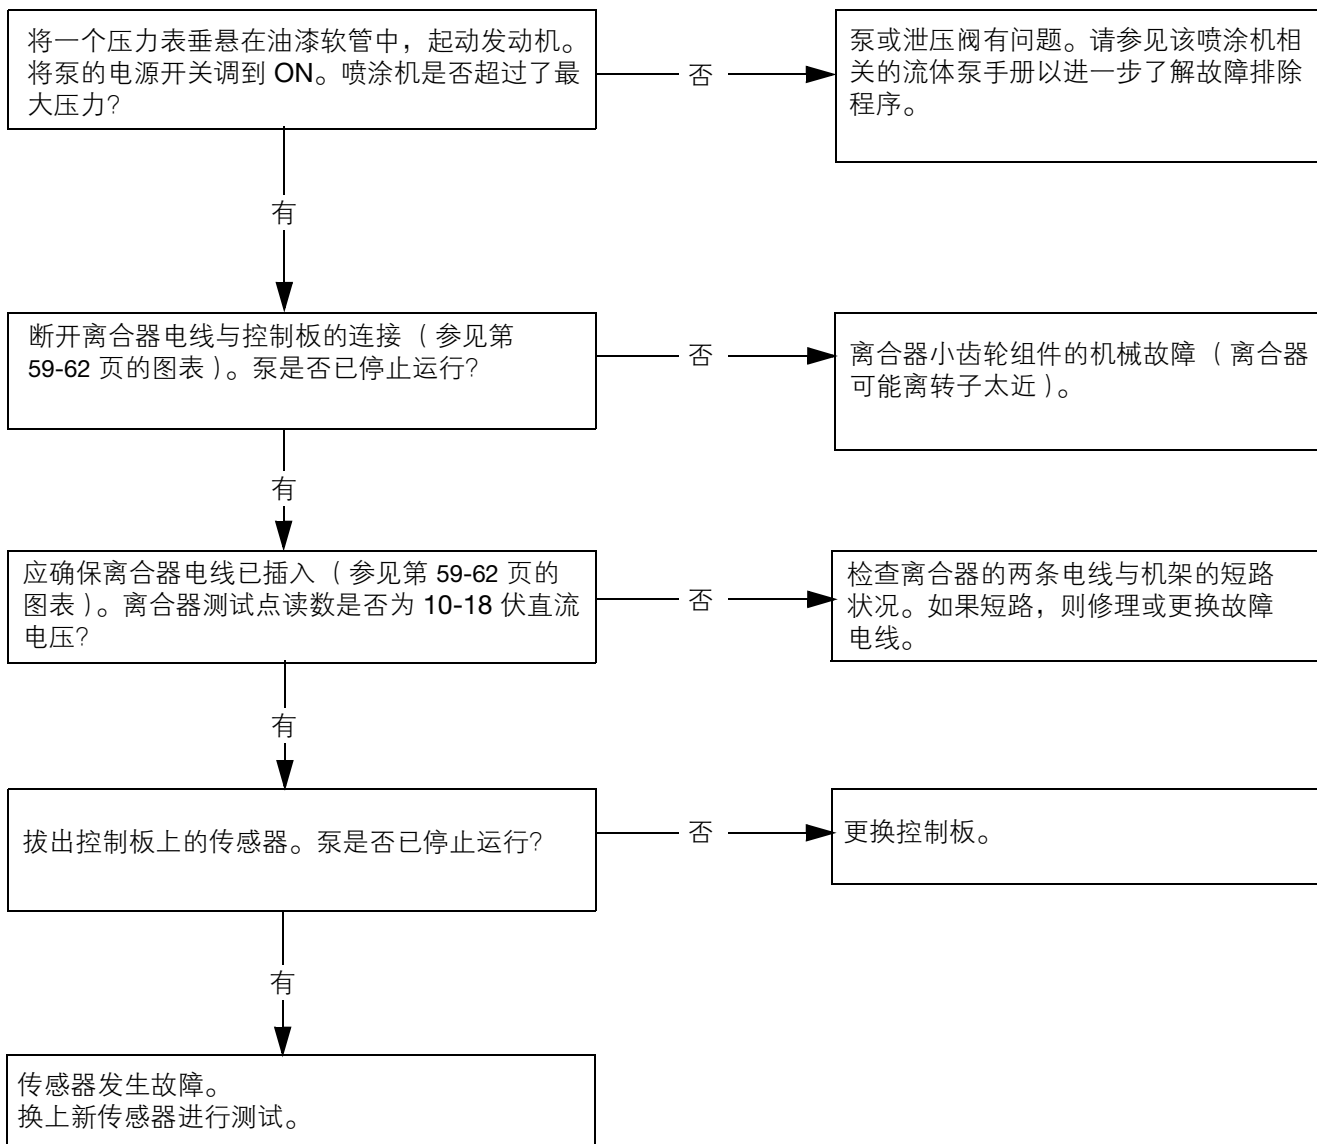 将一个压力表垂悬在油漆软管中，起动发动机。
将泵的电源开关调到 ON。喷涂机是否超过了最
大压力？
否
泵或泄压阀有问题。请参见该喷涂机相
关的流体泵手册以进一步了解故障排除
程序。
有
断开离合器电线与控制板的连接（参见第
59-62 页的图表）。泵是否已停止运行？
否
离合器小齿轮组件的机械故障（离合器
可能离转子太近）。
有
应确保离合器电线已插入（参见第 59-62 页的
图表）。离合器测试点读数是否为 10-18 伏直流
电压？
否
检查离合器的两条电线与机架的短路
状况。如果短路，则修理或更换故障
电线。
有
拔出控制板上的传感器。泵是否已停止运行？
否
更换控制板。
有
传感器发生故障。
换上新传感器进行测试。